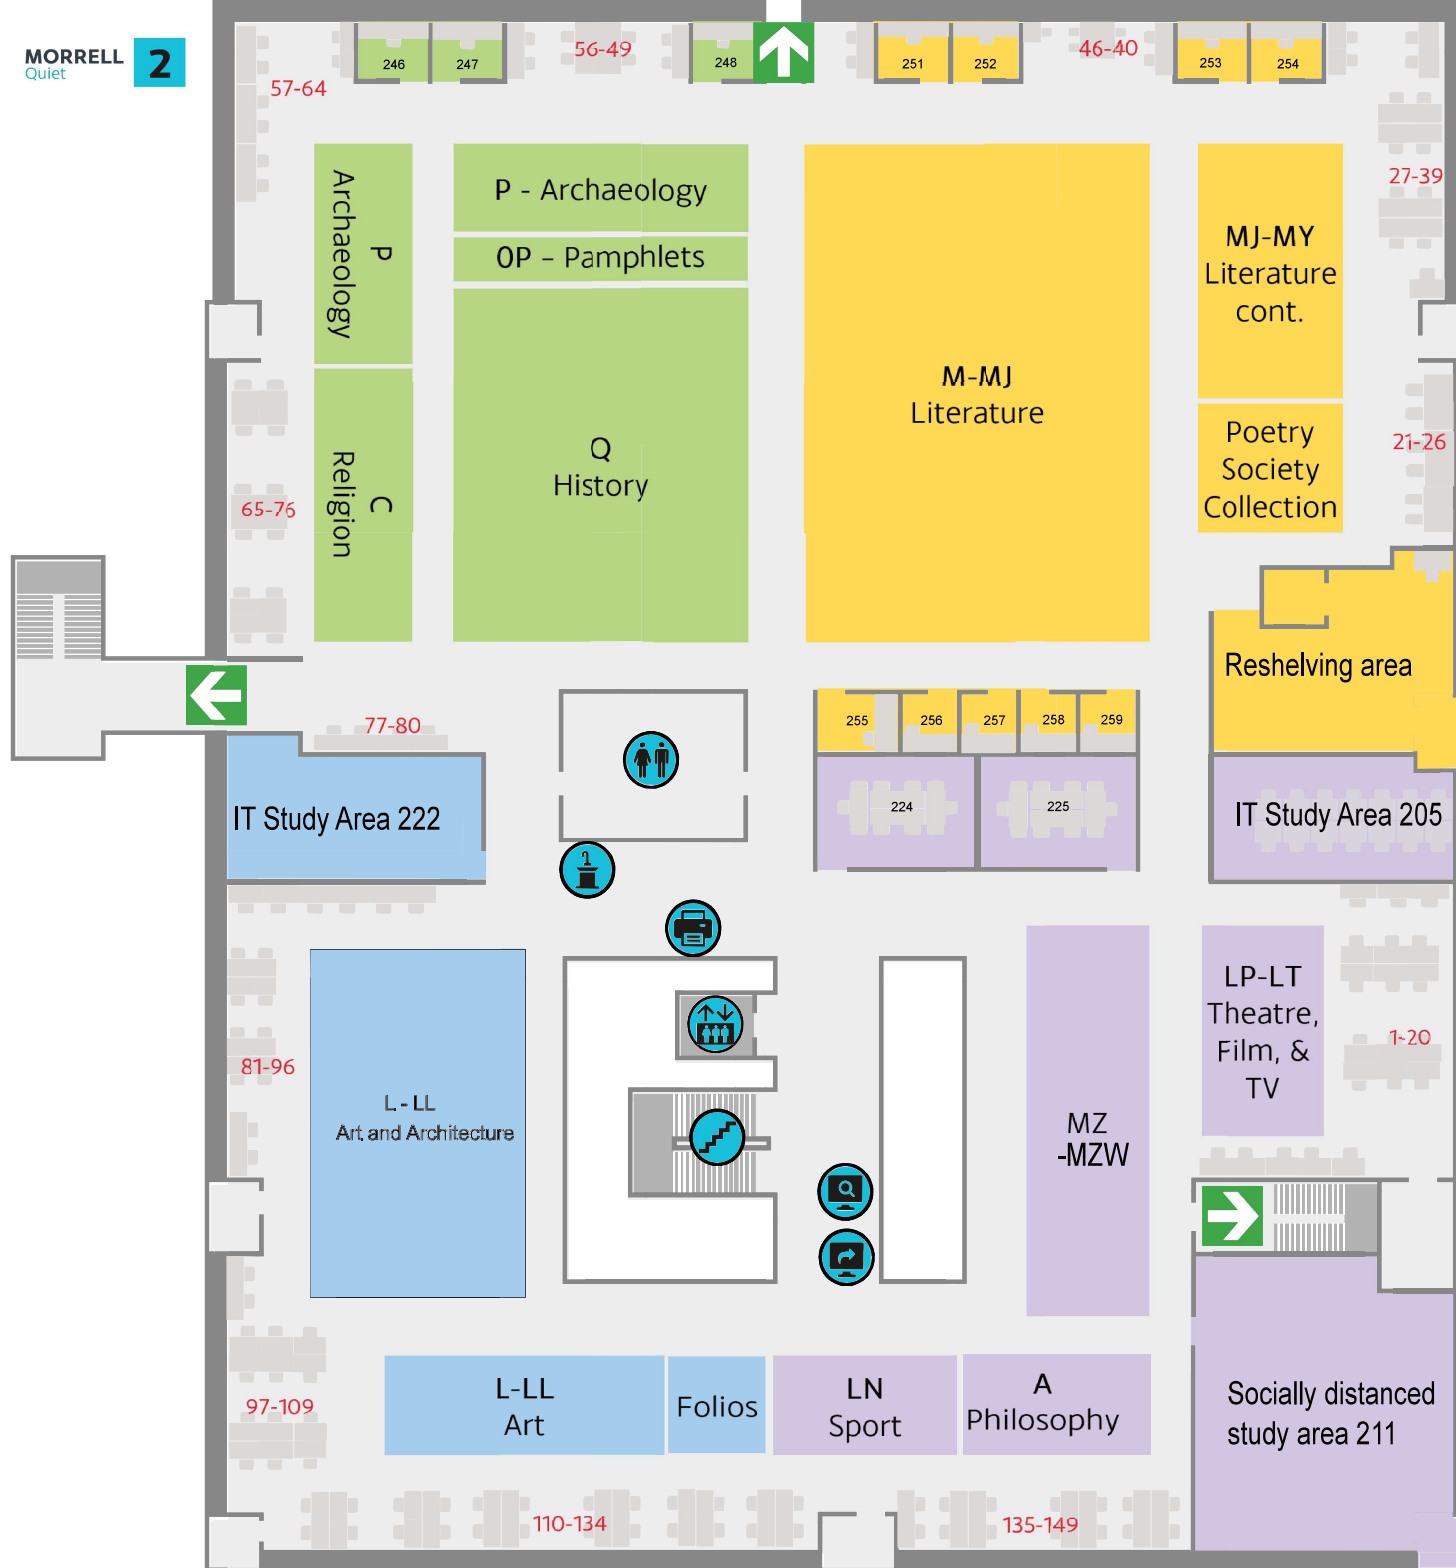 MORRELL
Quiet
2
246
247
56-49
248
251
252
46-40
253
254
57-64
27-39
P
Archaeology
P - Archaeology
OP - Pamphlets
Q
History
C
Religion
M-MJ
Literature
MJ-MY
Literature
cont.
Poetry
Society
Collection
21-26
65-76
Reshelving area
77-80
255
256
257
258
259
IT Study Area 222
224
225
IT Study Area 205
81-96
L - LL
Art and Architecture
MZ
-MZW
LP-LT
Theatre,
Film, &
TV
1-20
97-109
L-LL
Art
Folios
LN
Sport
A
Philosophy
Socially distanced
study area 211
110-134
135-149